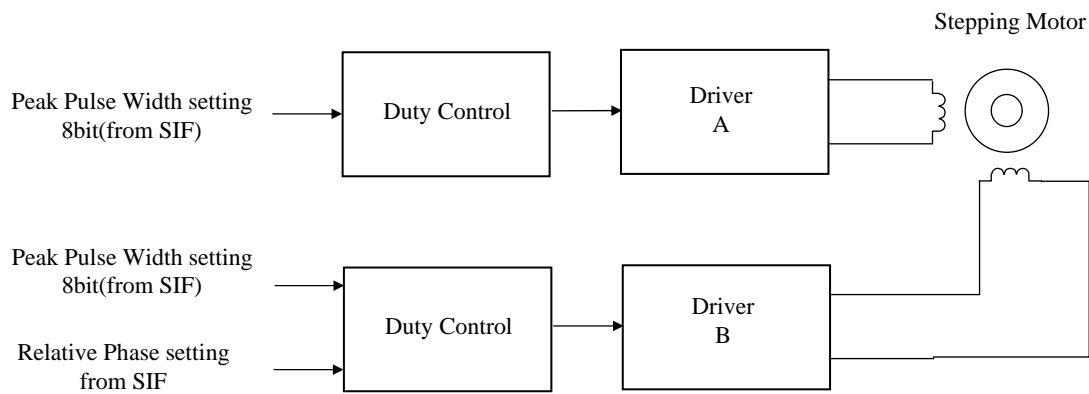 Stepping Motor
Peak Pulse Width setting
8bit(from SIF)
Duty Control
Driver
A
Peak Pulse Width setting
8bit(from SIF)
Relative Phase setting
from SIF
Duty Control
Driver
B